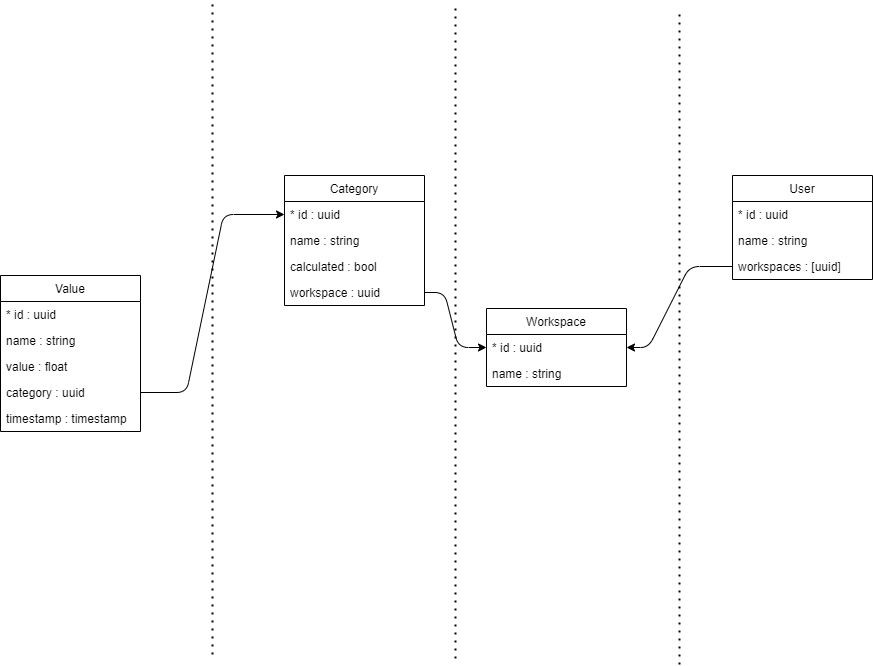 Value
* id : uuid
name : string
value : float
category : uuid
timestamp : timestamp
Category
* id : uuid
name : string
calculated : bool
workspace : uuid
Workspace
* id : uuid
name : string
User
* id : uuid
name : string
workspaces : [uuid]